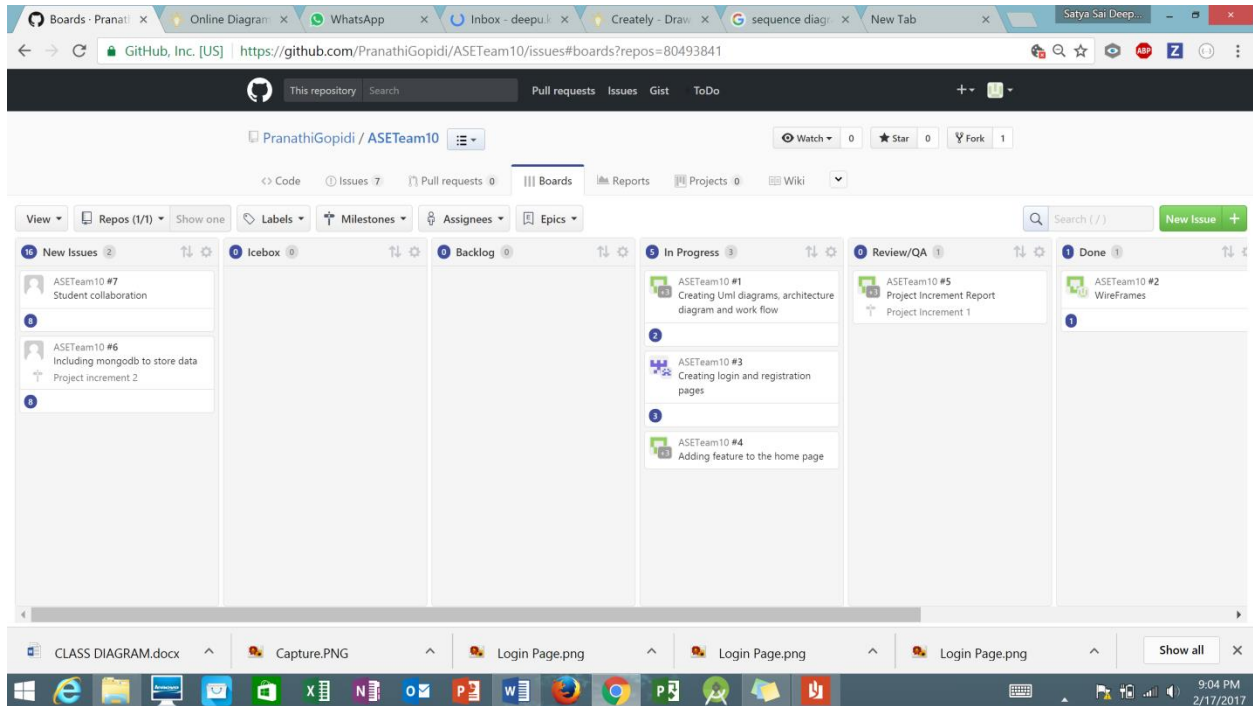 Boards · Pranati
Online Diagram
WhatsApp
Inbox - deepu.k
Creately - Draw
sequence diagr
New Tab
Satya Sai Deep...
GitHub, Inc. [US] https://github.com/PranathiGopidi/ASETeam10/issues#boards?repos=80493841
This repository Search Pull requests Issues Gist ToDo
PranathiGopidi / ASETeam10 Watch 0 Star 0 Fork 1
Code Issues 7 Pull requests 0 Boards Reports Projects 0 Wiki
View Repos (1/1) Show one Labels Milestones Assignees Epics Search ( / ) New Issue +
16 New Issues 2
ASETeam10 #7
Student collaboration
8
ASETeam10 #6
Including mongodb to store data
Project increment 2
8
0 Icebox 0
0 Backlog 0
5 In Progress 3
ASETeam10 #1
+3 Creating Uml diagrams, architecture
diagram and work flow
2
ASETeam10 #3
Creating login and registration
pages
3
ASETeam10 #4
+3 Adding feature to the home page
0 Review/QA 1
ASETeam10 #5
+3 Project Increment Report
Project Increment 1
1 Done 1
ASETeam10 #2
WireFrames
1
CLASS DIAGRAM.docx Capture.PNG Login Page.png Login Page.png Login Page.png Show all
9:04 PM
2/17/2017